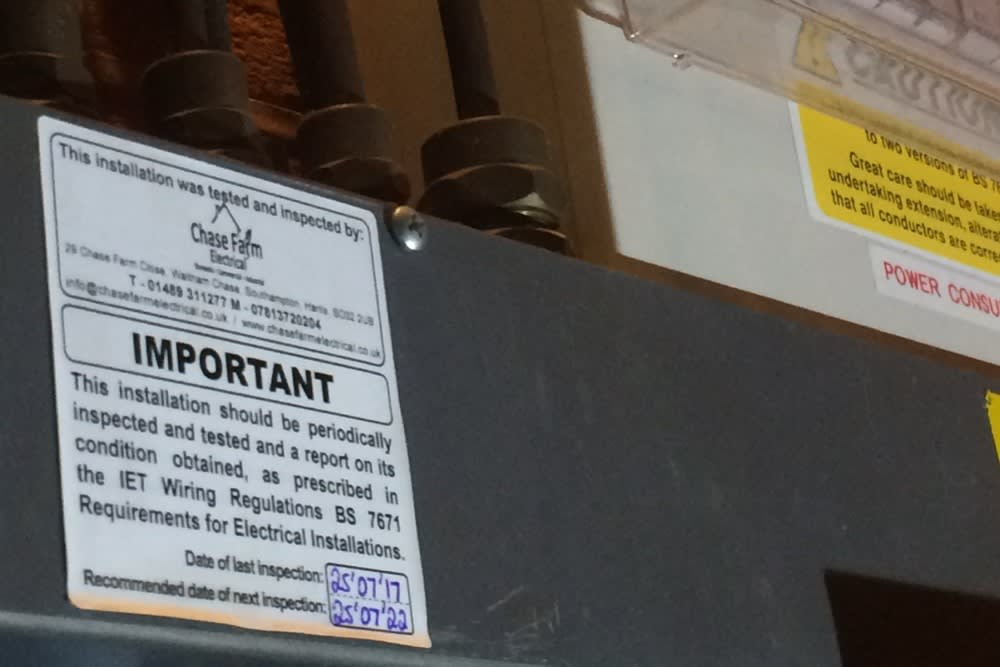 This installation was tested and inspected by:
Chase Farm
Electrical
29 Chase Farm Close, Waltham Chase, Southampton, Hants, SO32 2UB
T - 01489 311277 M - 07813720204
info@chasefarmelectrical.co.uk / www.chasefarmelectrical.co.uk
IMPORTANT
This installation should be periodically
inspected and tested and a report on its
condition obtained, as prescribed in
the IET Wiring Regulations BS 7671
Requirements for Electrical Installations.
Date of last inspection: 25'07'17
Recommended date of next inspection: 25'07'22
CAUTION
to two versions of BS 7
Great care should be take
undertaking extension, altera
that all conductors are corre
POWER CONSU